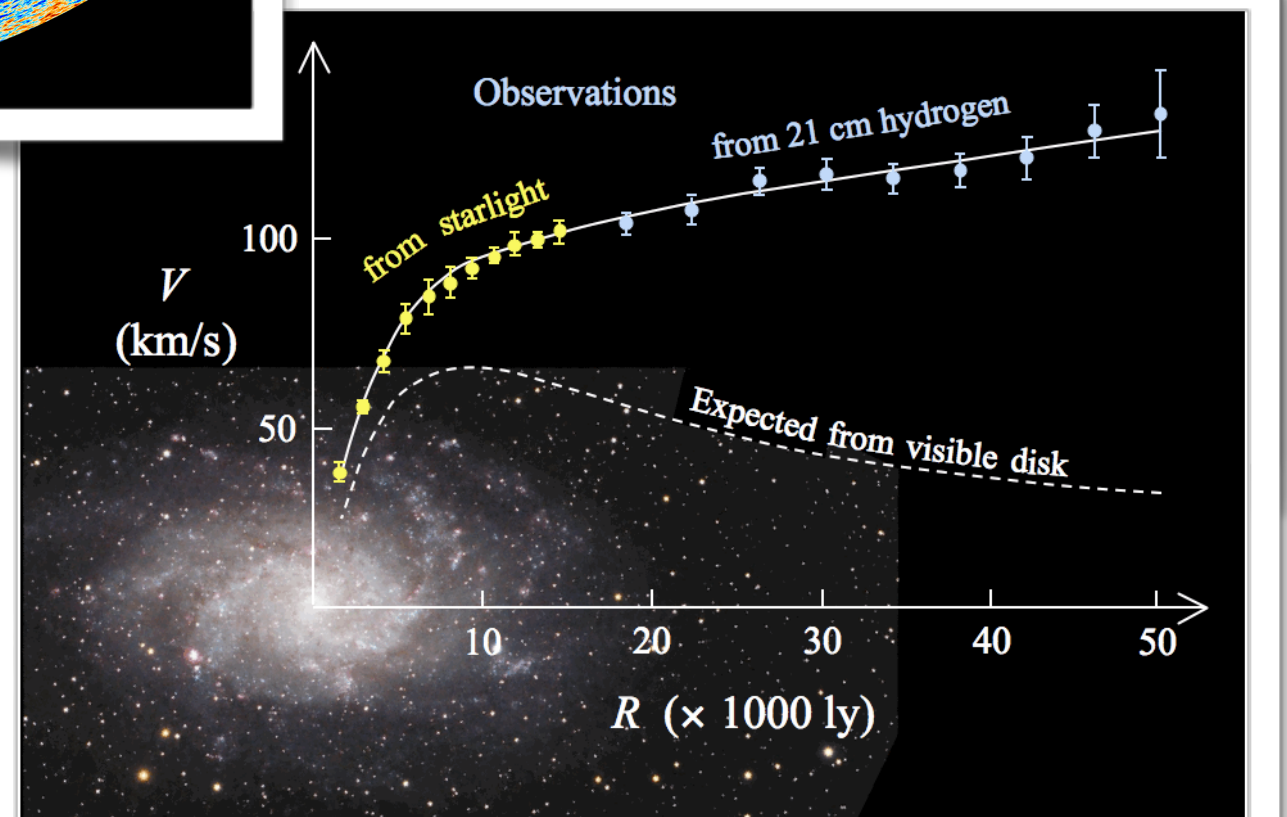 Observations
from 21 cm hydrogen
from starlight
100
V
(km/s)
50
Expected from visible disk
10
20
30
40
50
R (× 1000 ly)